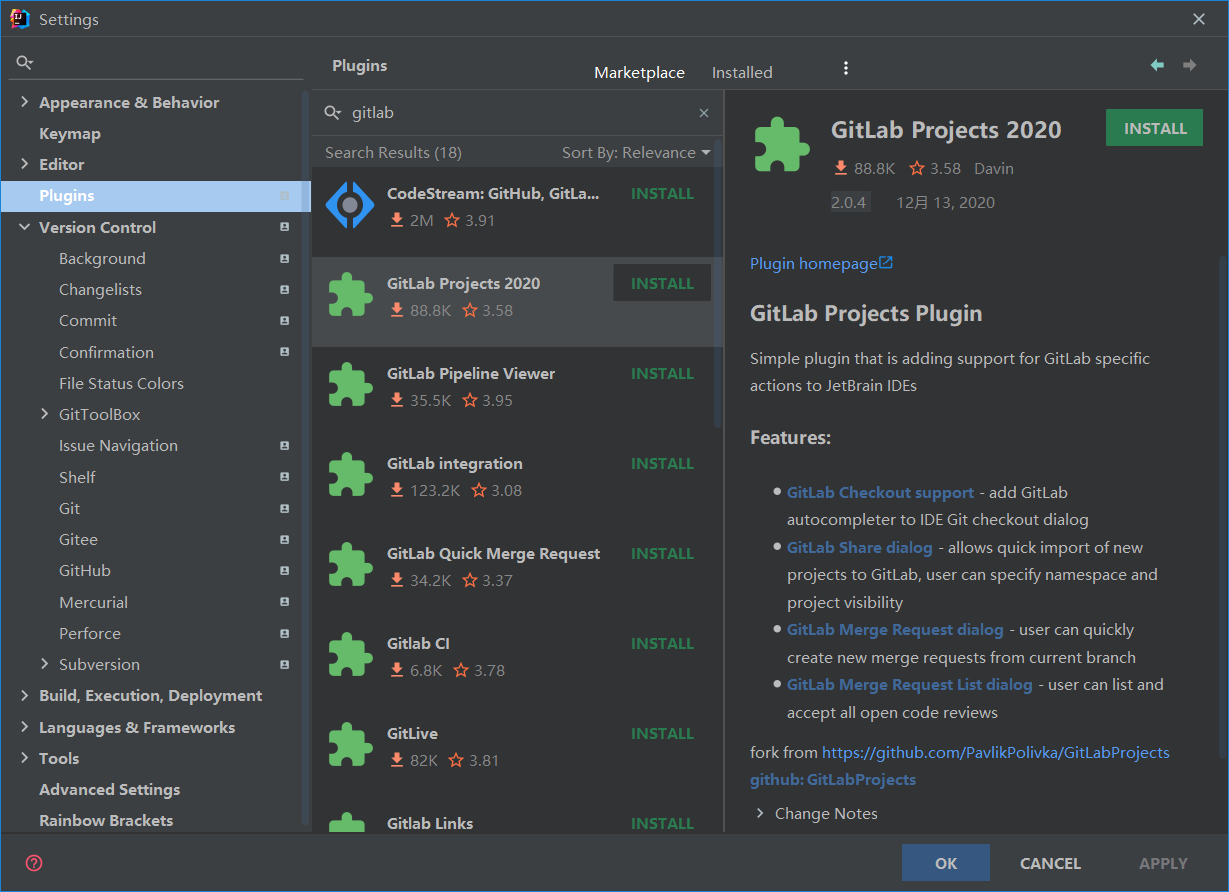 Settings
Plugins
Marketplace
Installed
Appearance & Behavior
Keymap
Editor
Plugins
Version Control
Background
Changelists
Commit
Confirmation
File Status Colors
GitToolBox
Issue Navigation
Shelf
Git
Gitee
GitHub
Mercurial
Perforce
Subversion
Build, Execution, Deployment
Languages & Frameworks
Tools
Advanced Settings
Rainbow Brackets
gitlab
Search Results (18)
Sort By: Relevance
CodeStream: GitHub, GitLa...
INSTALL
2M 3.91
GitLab Projects 2020
INSTALL
88.8K 3.58
GitLab Pipeline Viewer
INSTALL
35.5K 3.95
GitLab integration
INSTALL
123.2K 3.08
GitLab Quick Merge Request
INSTALL
34.2K 3.37
Gitlab CI
INSTALL
6.8K 3.78
GitLive
INSTALL
82K 3.81
Gitlab Links
INSTALL
GitLab Projects 2020
INSTALL
88.8K 3.58 Davin
2.0.4 12月 13, 2020
Plugin homepage
GitLab Projects Plugin
Simple plugin that is adding support for GitLab specific
actions to JetBrain IDEs
Features:
GitLab Checkout support - add GitLab
autocompleter to IDE Git checkout dialog
GitLab Share dialog - allows quick import of new
projects to GitLab, user can specify namespace and
project visibility
GitLab Merge Request dialog - user can quickly
create new merge requests from current branch
GitLab Merge Request List dialog - user can list and
accept all open code reviews
fork from https://github.com/PavlikPolivka/GitLabProjects
github: GitLabProjects
Change Notes
OK
CANCEL
APPLY